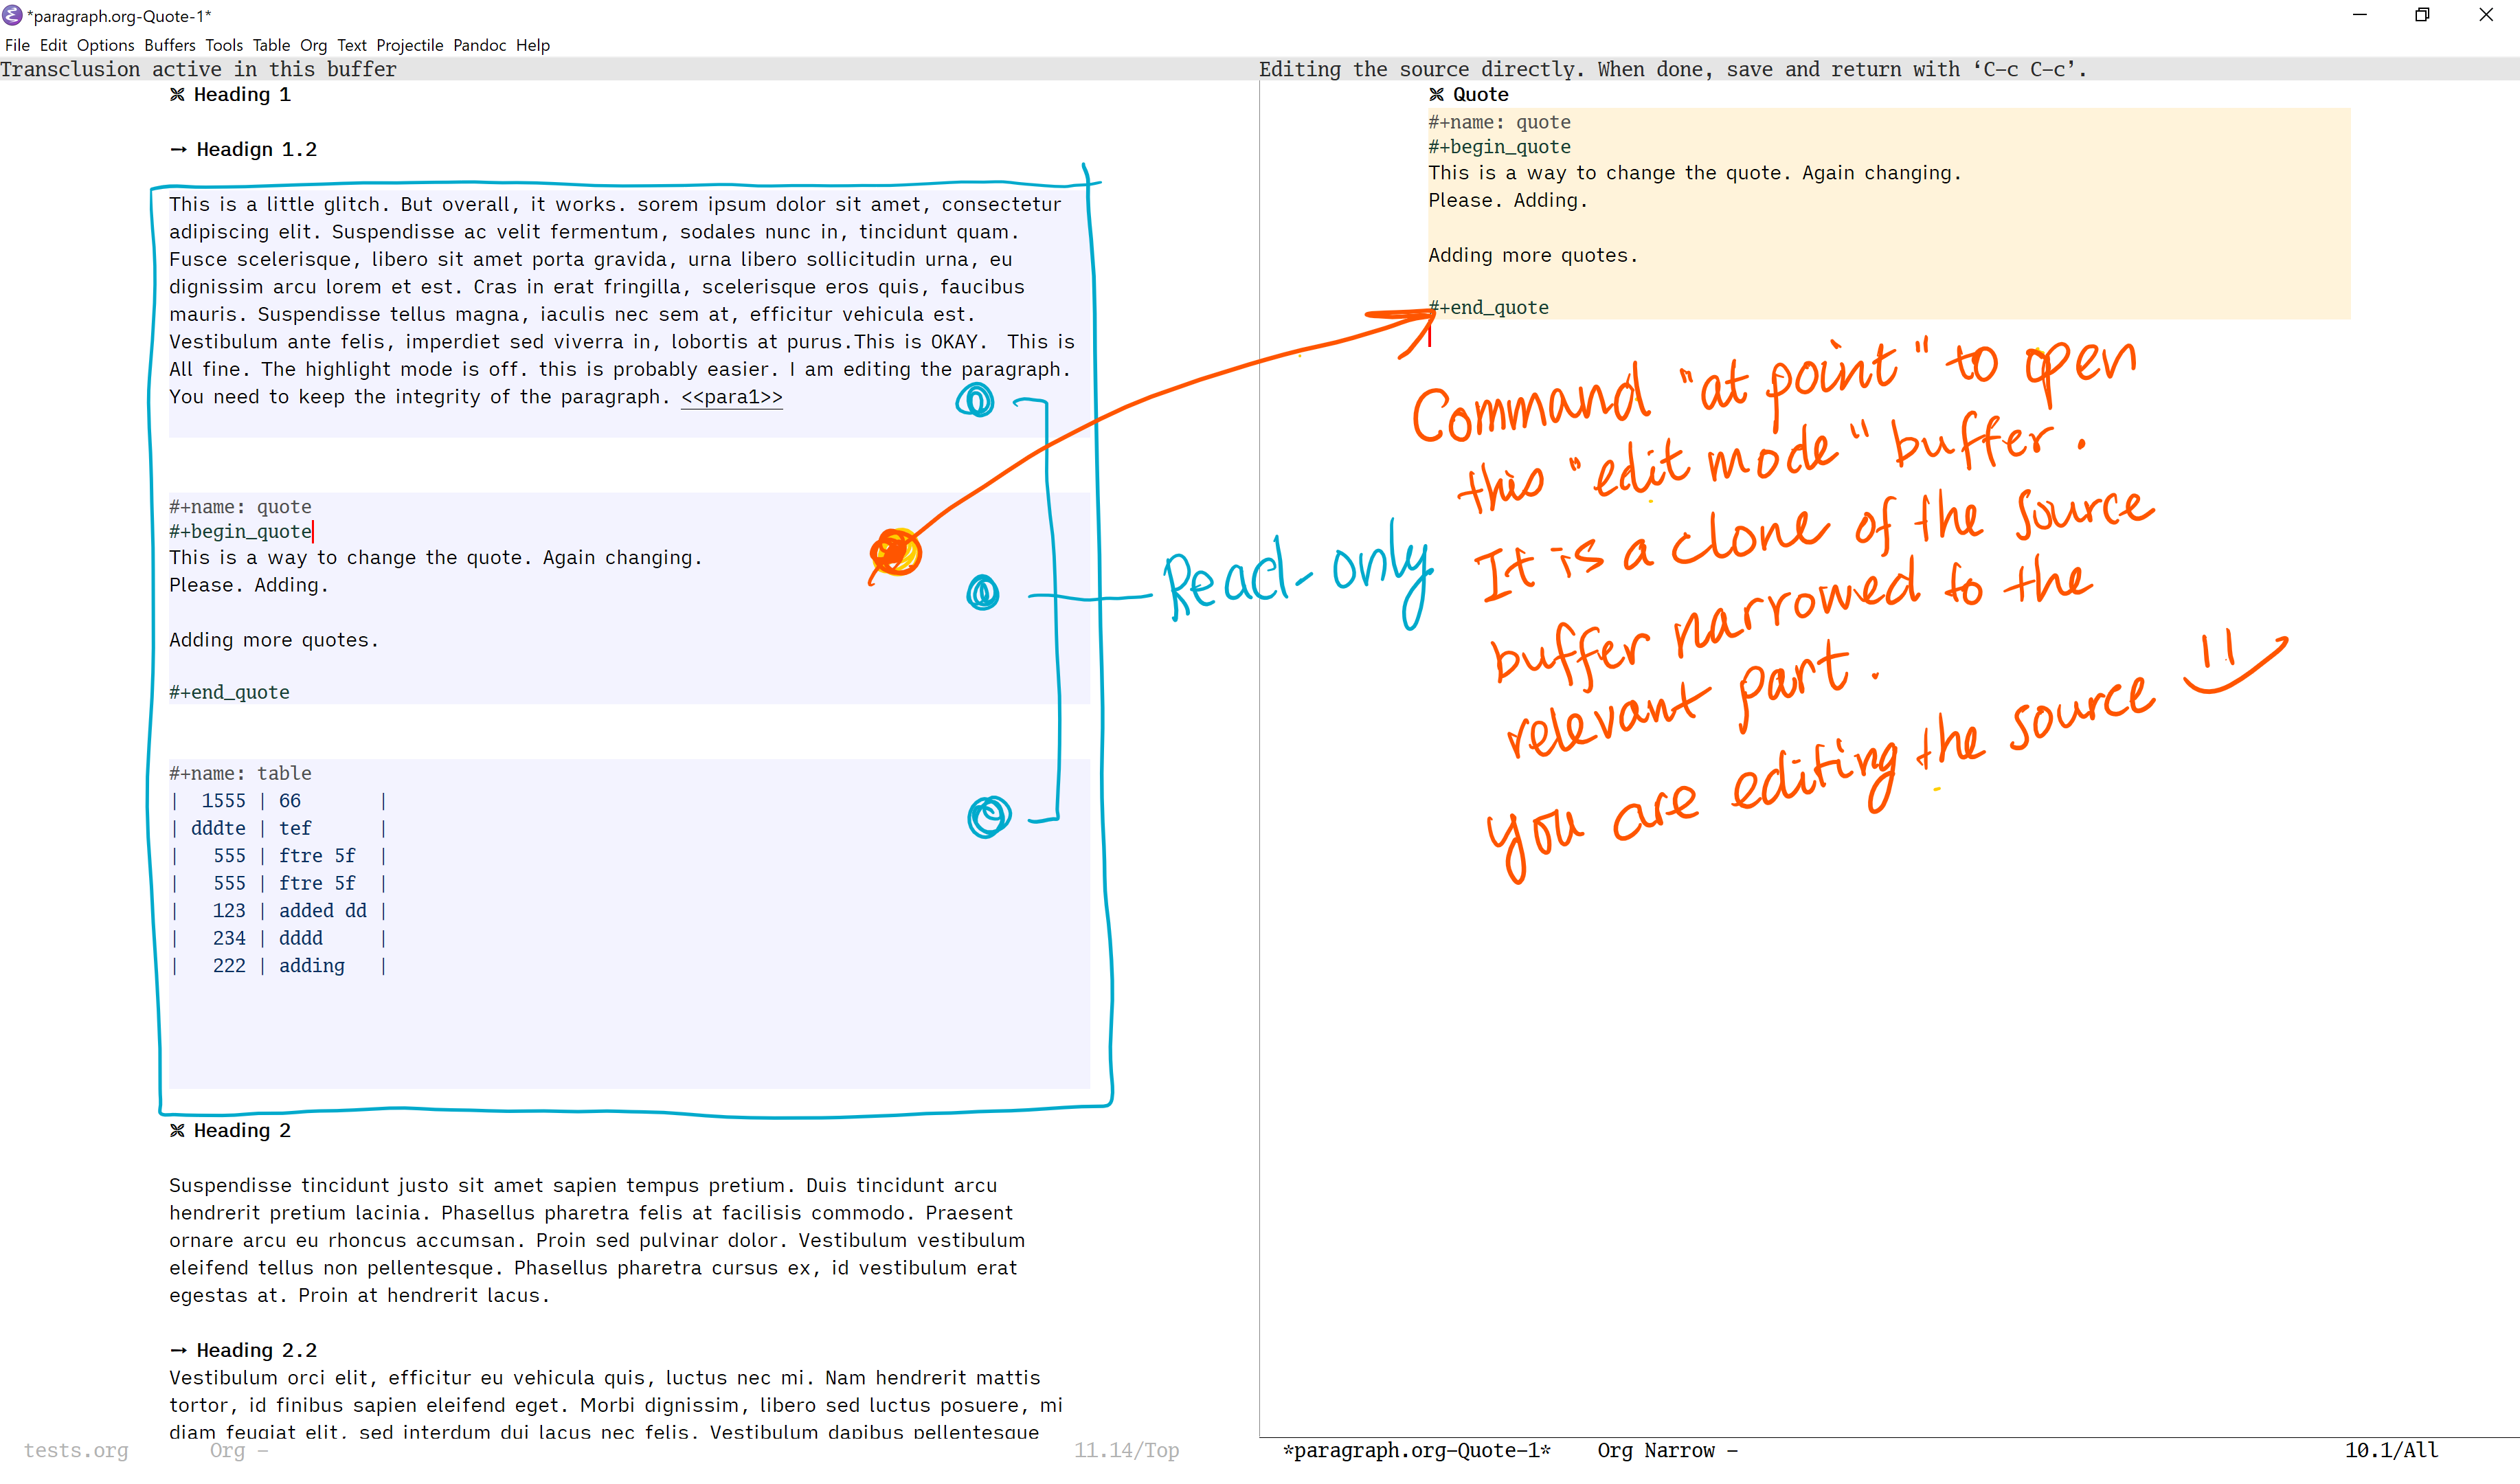 *paragraph.org-Quote-1*
File Edit Options Buffers Tools Table Org Text Projectile Pandoc Help
Transclusion active in this buffer
⌘ Heading 1
→ Headign 1.2
This is a little glitch. But overall, it works. sorem ipsum dolor sit amet, consectetur
adipiscing elit. Suspendisse ac velit fermentum, sodales nunc in, tincidunt quam.
Fusce scelerisque, libero sit amet porta gravida, urna libero sollicitudin urna, eu
dignissim arcu lorem et est. Cras in erat fringilla, scelerisque eros quis, faucibus
mauris. Suspendisse tellus magna, iaculis nec sem at, efficitur vehicula est.
Vestibulum ante felis, imperdiet sed viverra in, lobortis at purus.This is OKAY.  This is
All fine. The highlight mode is off. this is probably easier. I am editing the paragraph.
You need to keep the integrity of the paragraph. <<para1>>
#+name: quote
#+begin_quote
This is a way to change the quote. Again changing.
Please. Adding.
Adding more quotes.
#+end_quote
#+name: table
|  1555 | 66       |
| dddte | tef      |
|   555 | ftre 5f  |
|   555 | ftre 5f  |
|   123 | added dd |
|   234 | dddd     |
|   222 | adding   |
Heading 2
Suspendisse tincidunt justo sit amet sapien tempus pretium. Duis tincidunt arcu
hendrerit pretium lacinia. Phasellus pharetra felis at facilisis commodo. Praesent
ornare arcu eu rhoncus accumsan. Proin sed pulvinar dolor. Vestibulum vestibulum
eleifend tellus non pellentesque. Phasellus pharetra cursus ex, id vestibulum erat
egestas at. Proin at hendrerit lacus.
→ Heading 2.2
Vestibulum orci elit, efficitur eu vehicula quis, luctus nec mi. Nam hendrerit mattis
tortor, id finibus sapien eleifend eget. Morbi dignissim, libero sed luctus posuere, mi
diam feugiat elit, sed interdum dui lacus nec felis. Vestibulum dapibus pellentesque
tests.org Org - 11.14/Top
Read-only
Editing the source directly. When done, save and return with ‘C-c C-c’.
Quote
#+name: quote
#+begin_quote
This is a way to change the quote. Again changing.
Please. Adding.
Adding more quotes.
#+end_quote
Command "at point" to open
this "edit mode" buffer.
It is a clone of the source
buffer narrowed to the
relevant part.
You are editing the source
*paragraph.org-Quote-1* Org Narrow - 10.1/All